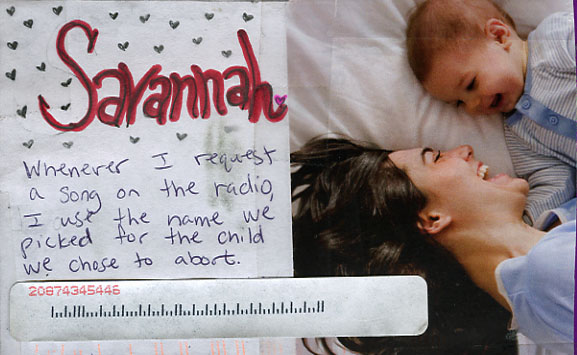 Savannah
Whenever I request
a song on the radio,
I use the name we
picked for the child
we chose to abort.
20874345446